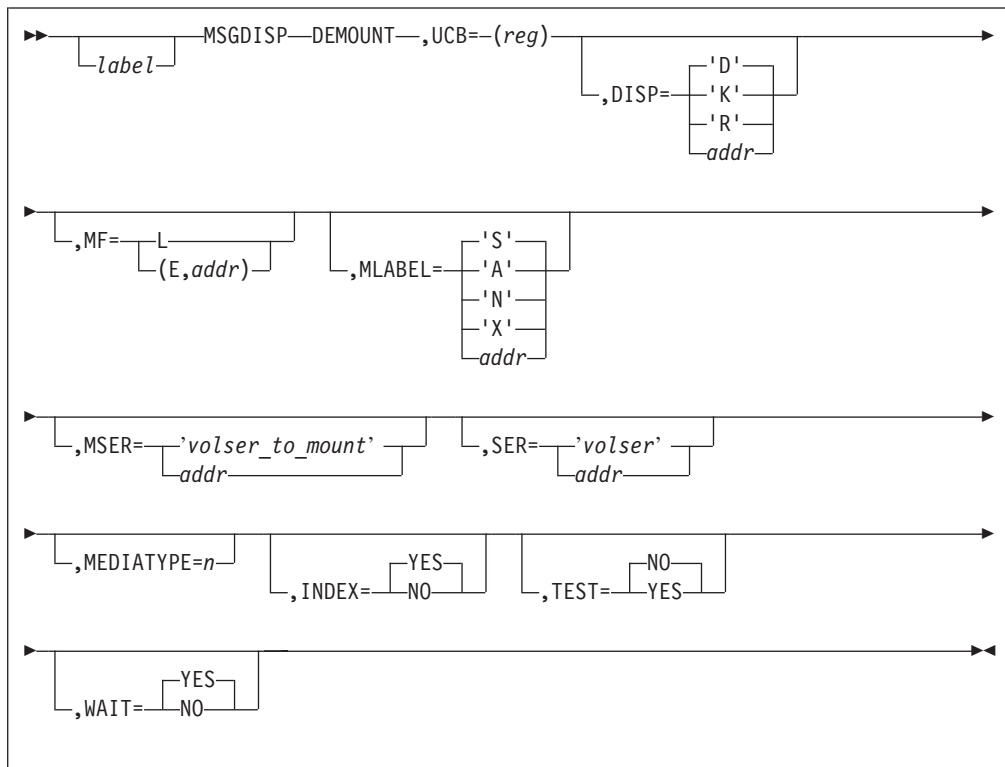 MSGDISP DEMOUNT ,UCB= (reg)
label
,DISP= 'D'
'K'
'R'
addr
,MF= L
(E,addr)
,MLABEL= 'S'
'A'
'N'
'X'
addr
,MSER= 'volser_to_mount'
addr
,SER= 'volser'
addr
,MEDIATYPE=n
,INDEX= YES
NO
,TEST= NO
YES
,WAIT= YES
NO